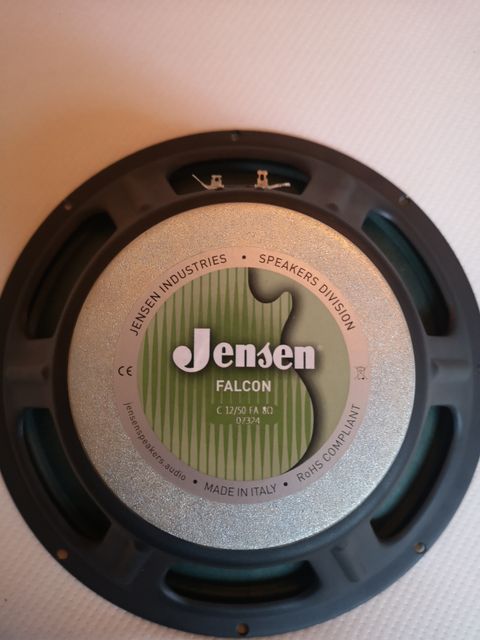 JENSEN INDUSTRIES • SPEAKERS DIVISION
Jensen®
FALCON
C 12/50 FA 8Ω
07324
CE
jensenspeakers.audio • MADE IN ITALY • RoHS COMPLIANT